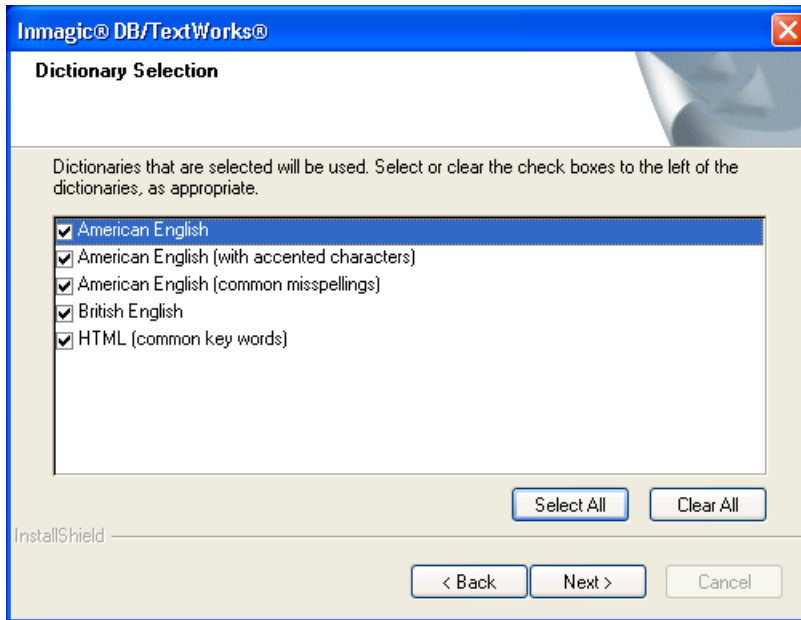 Inmagic® DB/TextWorks®
Dictionary Selection
Dictionaries that are selected will be used. Select or clear the check boxes to the left of the
dictionaries, as appropriate.
American English
American English (with accented characters)
American English (common misspellings)
British English
HTML (common key words)
Select All
Clear All
InstallShield
< Back
Next >
Cancel